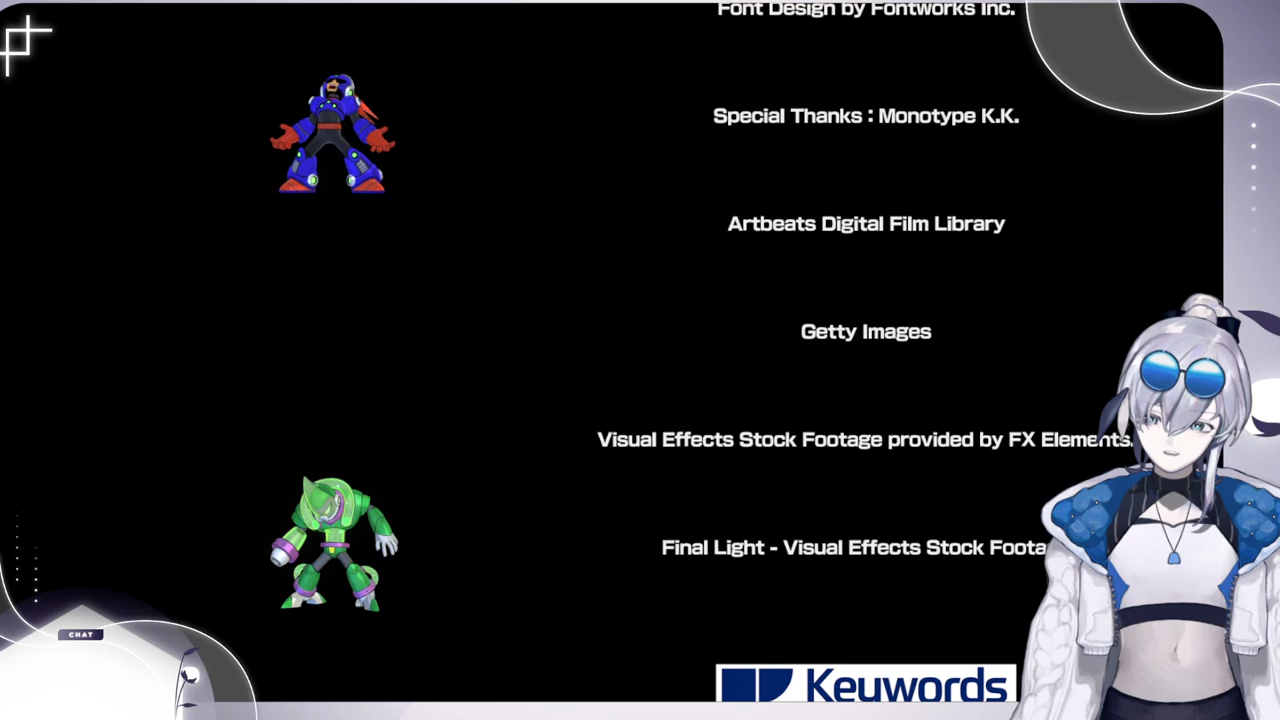 Font Design by Fontworks Inc.
Special Thanks : Monotype K.K.
Artbeats Digital Film Library
Getty Images
Visual Effects Stock Footage provided by FX Elements.
Final Light - Visual Effects Stock
CHAT
Keywords